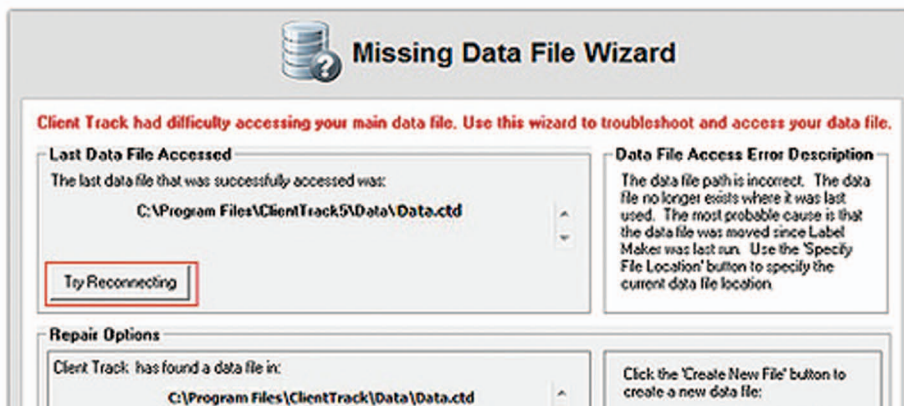 Missing Data File Wizard
Client Track had difficulty accessing your main data file. Use this wizard to troubleshoot and access your data file.
Last Data File Accessed
The last data file that was successfully accessed was:
C:\Program Files\ClientTrack5\Data\Data.ctd
Try Reconnecting
Data File Access Error Description
The data file path is incorrect. The data
file no longer exists where it was last
used. The most probable cause is that
the data file was moved since Label
Maker was last run. Use the 'Specify
File Location' button to specify the
current data file location.
Repair Options
Client Track has found a data file in:
C:\Program Files\ClientTrack\Data\Data.ctd
Click the 'Create New File' button to
create a new data file: